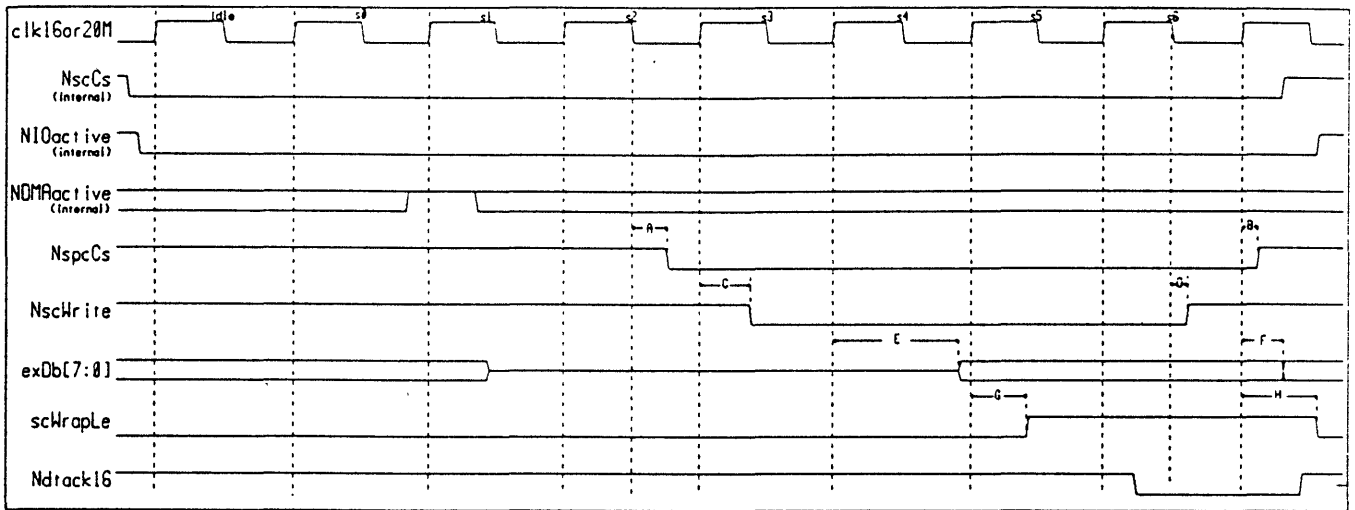 idle s0 s1 s2 s3 s4 s5 s6
clk16or20M
NscCs
(internal)
NIOactive
(internal)
NDMAactive
(internal)
A B
NspcCs
C D
NscWrite
E F
exDb[7:0]
G H
scWrapLe
Ndtack16